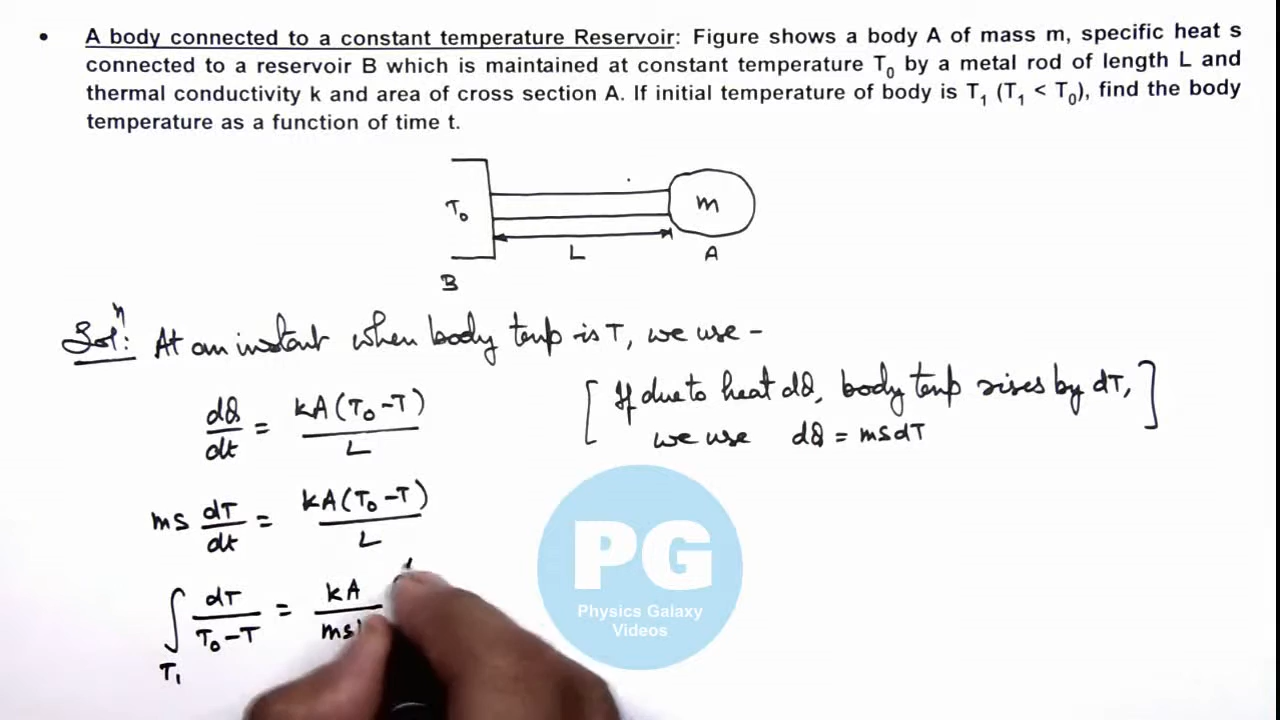 • A body connected to a constant temperature Reservoir: Figure shows a body A of mass m, specific heat s
connected to a reservoir B which is maintained at constant temperature T₀ by a metal rod of length L and
thermal conductivity k and area of cross section A. If initial temperature of body is T₁ (T₁ < T₀), find the body
temperature as a function of time t.
T₀
m
L
A
B
Solⁿ: At an instant when body temp is T, we use –
dQ/dt = kA(T₀-T)/L
[If due to heat dQ, body temp rises by dT,
we use dQ = msdT]
ms dT/dt = kA(T₀-T)/L
∫ dT/(T₀-T) = kA/ms
T₁
PG
Physics Galaxy
Videos